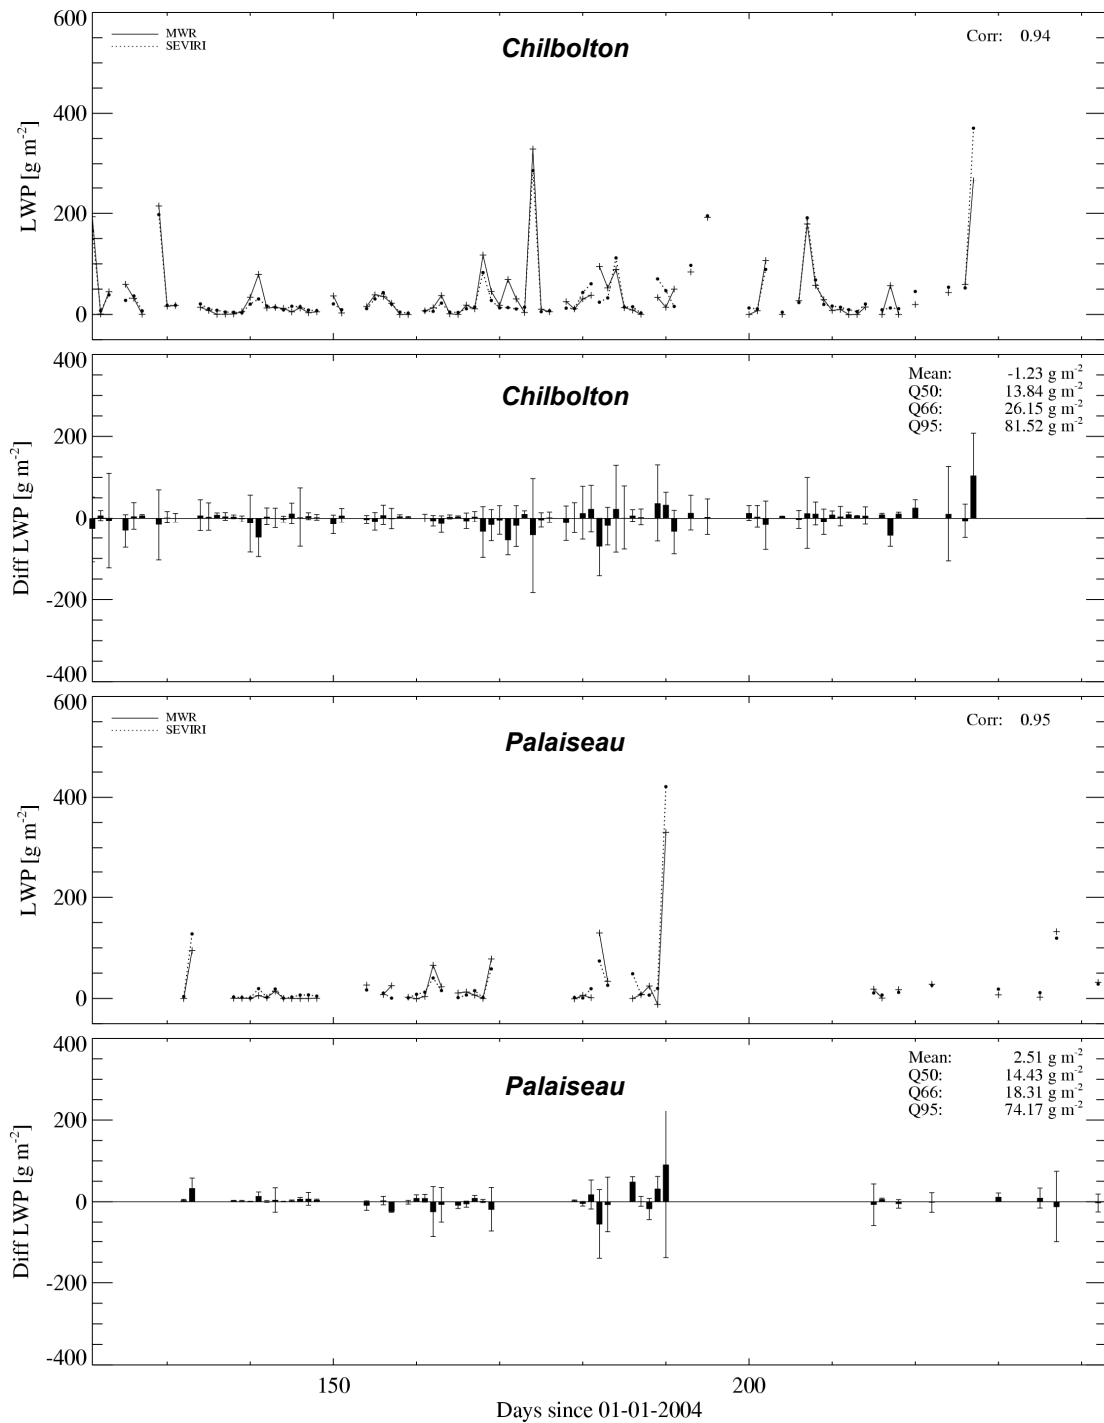 600
MWR
SEVIRI
Chilbolton
Corr: 0.94
400
LWP [g m-2]
200
0
400
Chilbolton
Mean: -1.23 g m-2
Q50: 13.84 g m-2
Q66: 26.15 g m-2
Q95: 81.52 g m-2
200
Diff LWP [g m-2]
0
-200
-400
600
MWR
SEVIRI
Palaiseau
Corr: 0.95
400
LWP [g m-2]
200
0
400
Palaiseau
Mean: 2.51 g m-2
Q50: 14.43 g m-2
Q66: 18.31 g m-2
Q95: 74.17 g m-2
200
Diff LWP [g m-2]
0
-200
-400
150 200
Days since 01-01-2004